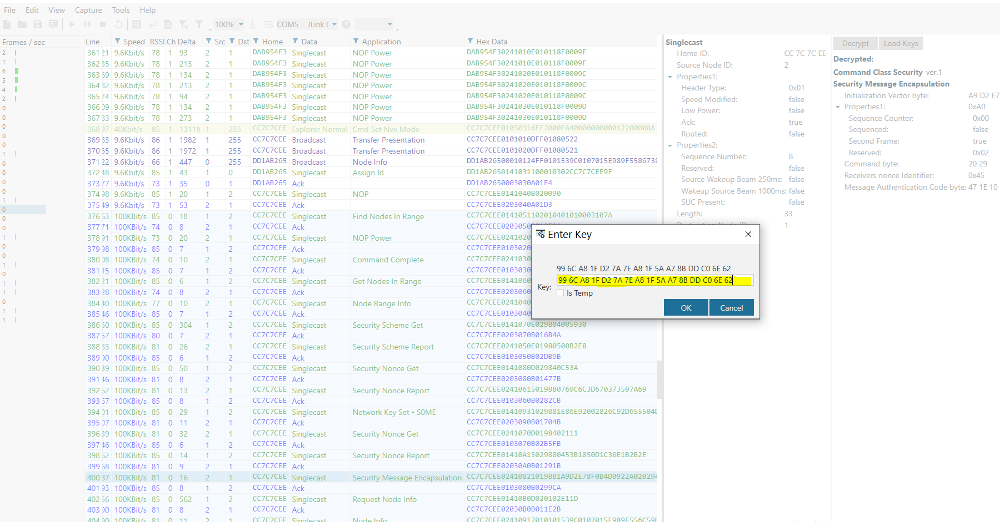 File Edit View Capture Tools Help
100% COM5 JLink (
Frames / sec
2
1
6
5
4
2
0
0
0
0
0
1
0
0
0
0
1
0
0
0
1
0
0
1
0
1
1
0
1
1
Line Speed RSSI Ch Delta Src Dst Home Data Application Hex Data
361 21 9.6Kbit/s 78 1 93 2 1 DAB954F3 Singlecast NOP Power DAB954F30241010E010118F0009F
362 35 9.6Kbit/s 78 1 213 2 1 DAB954F3 Singlecast NOP Power DAB954F30241010E010118F0009F
363 59 9.6Kbit/s 78 1 134 2 1 DAB954F3 Singlecast NOP Power DAB954F30241020E010118F0009C
364 32 9.6Kbit/s 78 1 213 2 1 DAB954F3 Singlecast NOP Power DAB954F30241020E010118F0009C
365 74 9.6Kbit/s 78 1 94 2 1 DAB954F3 Singlecast NOP Power DAB954F30241020E010118F0009C
366 09 9.6Kbit/s 78 1 134 2 1 DAB954F3 Singlecast NOP Power DAB954F30241030E010118F0009D
367 33 9.6Kbit/s 78 1 273 2 1 DAB954F3 Singlecast NOP Power DAB954F30241030E010118F0009D
368 97 40Kbit/s 85 1 13119 1 255 CC7C7CEE Explorer Normal Cmd Set Nwi Mode CC7C7CEE01050316FF2000FA4000000000012200008A
369 33 9.6Kbit/s 86 1 1982 1 255 CC7C7CEE Broadcast Transfer Presentation CC7C7CEE0101010DFF01080522
370 55 9.6Kbit/s 86 1 1972 1 255 CC7C7CEE Broadcast Transfer Presentation CC7C7CEE0101020DFF01080521
371 22 9.6Kbit/s 66 1 447 0 255 DD1AB265 Broadcast Node Info DD1AB26500010124FF0101539C0107015E989F5586738
372 48 9.6Kbit/s 85 1 43 1 0 DD1AB265 Singlecast Assign Id DD1AB2650141031100010302CC7C7CEE9F
373 77 9.6Kbit/s 73 1 35 0 1 DD1AB265 Ack DD1AB2650003030A01E4
374 98 9.6Kbit/s 85 1 20 1 2 CC7C7CEE Singlecast NOP CC7C7CEE0141040B020090
375 49 9.6Kbit/s 73 1 53 2 1 CC7C7CEE Ack CC7C7CEE0203040A01D3
376 53 100KBit/s 85 0 18 1 2 CC7C7CEE Singlecast Find Nodes In Range CC7C7CEE0141051102010401010003107A
377 71 100KBit/s 74 0 8 2 1 CC7C7CEE Ack CC7C7CEE0203050
378 91 100KBit/s 73 0 20 2 1 CC7C7CEE Singlecast NOP Power CC7C7CEE0241020
379 98 100KBit/s 85 0 7 1 2 CC7C7CEE Ack CC7C7CEE0103020
380 08 100KBit/s 74 0 10 2 1 CC7C7CEE Singlecast Command Complete CC7C7CEE0241030
381 15 100KBit/s 85 0 7 1 2 CC7C7CEE Ack CC7C7CEE0103030
382 21 100KBit/s 85 0 6 1 2 CC7C7CEE Singlecast Get Nodes In Range CC7C7CEE0141060
383 28 100KBit/s 74 0 8 2 1 CC7C7CEE Ack CC7C7CEE0203060
384 40 100KBit/s 77 0 10 2 1 CC7C7CEE Singlecast Node Range Info CC7C7CEE0241040
385 46 100KBit/s 85 0 7 1 2 CC7C7CEE Ack CC7C7CEE0103040
386 50 100KBit/s 85 0 304 1 2 CC7C7CEE Singlecast Security Scheme Get CC7C7CEE0141070E029804005930
387 57 100KBit/s 80 0 7 2 1 CC7C7CEE Ack CC7C7CEE0203070B016B4A
388 33 100KBit/s 81 0 26 2 1 CC7C7CEE Singlecast Security Scheme Report CC7C7CEE0241050E01980500B2E8
389 90 100KBit/s 85 0 6 1 2 CC7C7CEE Ack CC7C7CEE0103050B02DB9B
390 39 100KBit/s 85 0 50 1 2 CC7C7CEE Singlecast Security Nonce Get CC7C7CEE0141080D029840C53A
391 46 100KBit/s 81 0 8 2 1 CC7C7CEE Ack CC7C7CEE0203080B01477B
392 52 100KBit/s 81 0 13 2 1 CC7C7CEE Singlecast Security Nonce Report CC7C7CEE02410615019880769C6C3D670373597A69
393 57 100KBit/s 85 0 8 1 2 CC7C7CEE Ack CC7C7CEE0103060B0282CB
394 01 100KBit/s 85 0 29 1 2 CC7C7CEE Singlecast Network Key Set • S0ME CC7C7CEE01410931029881E86E92002826C92D655504D
395 07 100KBit/s 81 0 11 2 1 CC7C7CEE Ack CC7C7CEE0203090B01704B
396 39 100KBit/s 81 0 32 2 1 CC7C7CEE Singlecast Security Nonce Get CC7C7CEE0241070D0198402111
397 46 100KBit/s 85 0 6 1 2 CC7C7CEE Ack CC7C7CEE0103070B02B5FB
398 52 100KBit/s 85 0 14 1 2 CC7C7CEE Singlecast Security Nonce Report CC7C7CEE01410A15029880453B1850D1C36E1B2B2E
399 58 100KBit/s 81 0 9 2 1 CC7C7CEE Ack CC7C7CEE02030A0B01291B
400 37 100KBit/s 81 0 16 2 1 CC7C7CEE Singlecast Security Message Encapsulation CC7C7CEE02410821019881A9D2E78F0B4D0922A020294
401 93 100KBit/s 85 0 8 1 2 CC7C7CEE Ack CC7C7CEE0103080B0299CA
402 56 100KBit/s 85 0 562 1 2 CC7C7CEE Singlecast Request Node Info CC7C7CEE01410B0D020102E11D
403 90 100KBit/s 81 0 8 2 1 CC7C7CEE Ack CC7C7CEE02030B0B011E2B
404 90 100KBit/s 81 0 11 2 1 CC7C7CEE Singlecast Node Info CC7C7CEE02410917010101539C0107015E989F556C59D
Singlecast
Home ID: CC 7C 7C EE
Source Node ID: 2
Properties1:
Header Type: 0x01
Speed Modified: false
Low Power: false
Ack: true
Routed: false
Properties2:
Sequence Number: 8
Reserved: false
Source Wakeup Beam 250ms: false
Wakeup Source Beam 1000ms: false
SUC Present: false
Length: 33
Destination Node ID: 1
Decrypt Load Keys
Decrypted:
Command Class Security ver.1
Security Message Encapsulation
Initialization Vector byte: A9 D2 E7
Properties1: 0xA0
Sequence Counter: 0x00
Sequenced: false
Second Frame: true
Reserved: 0x02
Command byte: 20 29
Receivers nonce Identifier: 0x45
Message Authentication Code byte: 47 1E 10
Enter Key
99 6C A8 1F D2 7A 7E A8 1F 5A A7 8B DD C0 6E 62
Key: 99 6C A8 1F D2 7A 7E A8 1F 5A A7 8B DD C0 6E 62
Is Temp
OK Cancel